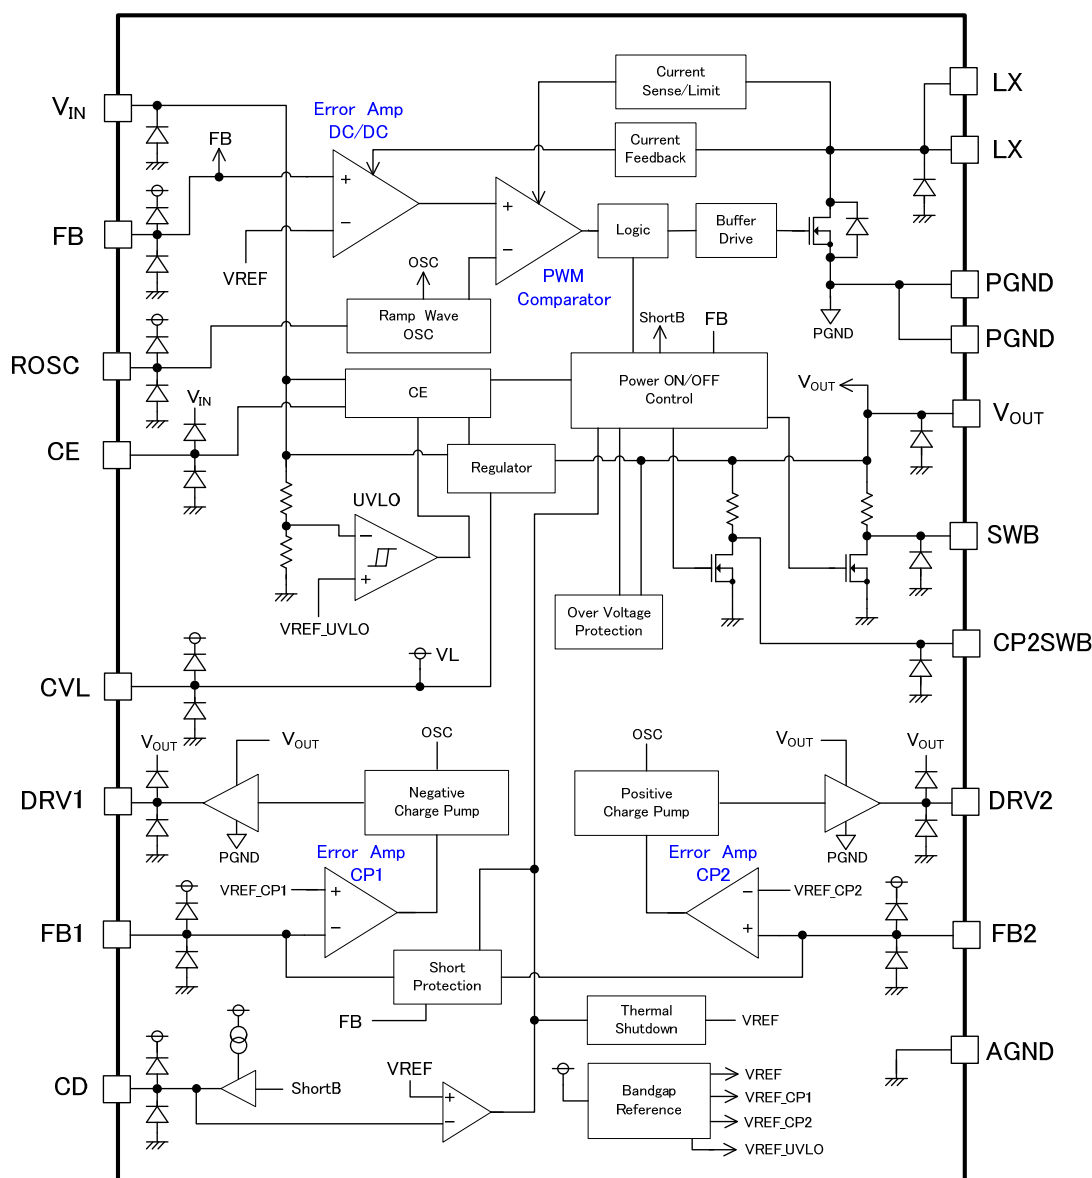 Current
Sense/Limit
LX
VIN
Error Amp
DC/DC
FB
Current
Feedback
LX
+
−
+
−
FB
VREF
OSC
Logic
Buffer
Drive
PWM
Comparator
PGND
Ramp Wave
OSC
ShortB
FB
PGND
PGND
ROSC
VIN
CE
Power ON/OFF
Control
VOUT
VOUT
CE
Regulator
UVLO
−
+
SWB
VREF_UVLO
Over Voltage
Protection
CP2SWB
VL
CVL
VOUT
VOUT
OSC
OSC
VOUT
VOUT
DRV1
Negative
Charge Pump
Positive
Charge Pump
DRV2
PGND
PGND
Error Amp
CP1
Error Amp
CP2
VREF_CP1
+
−
−
+
VREF_CP2
FB1
FB2
Short
Protection
FB
Thermal
Shutdown
VREF
AGND
CD
ShortB
VREF
+
−
Bandgap
Reference
VREF
VREF_CP1
VREF_CP2
VREF_UVLO